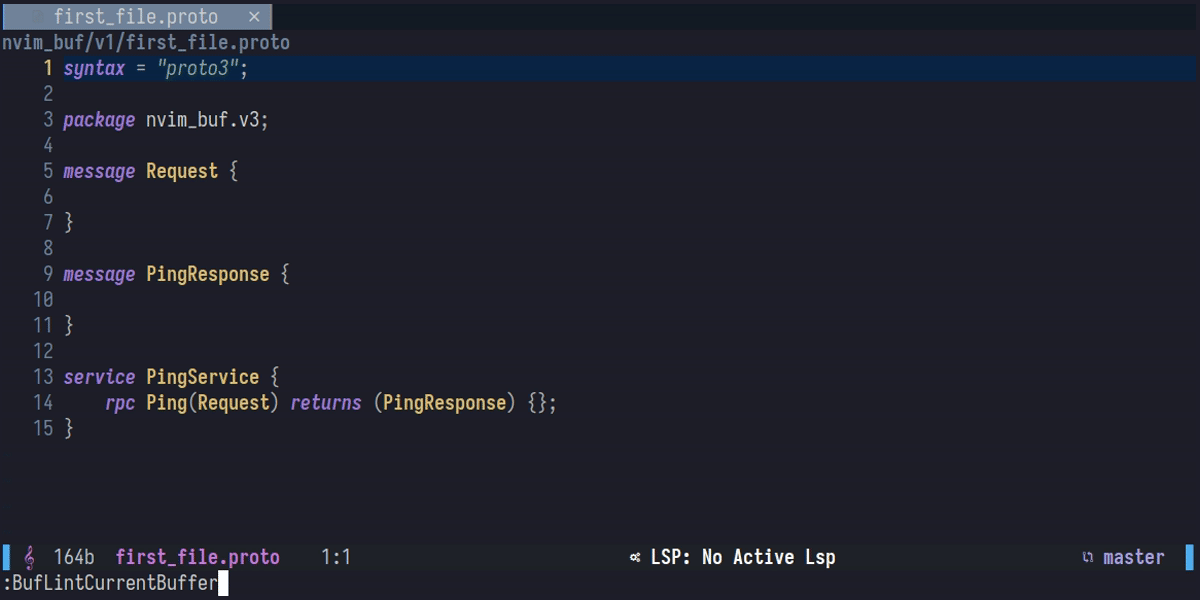 first_file.proto ×
nvim_buf/v1/first_file.proto
1 syntax = "proto3";
2
3 package nvim_buf.v3;
4
5 message Request {
6
7 }
8
9 message PingResponse {
10
11 }
12
13 service PingService {
14     rpc Ping(Request) returns (PingResponse) {};
15 }
164b first_file.proto 1:1 LSP: No Active Lsp master
:BufLintCurrentBuffer